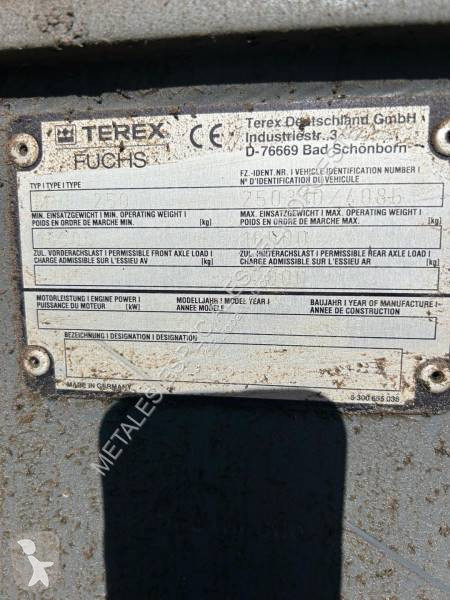 TEREX
FUCHS
CE
Terex Deutschland GmbH
Industriestr. 3
D-76669 Bad Schönborn
TYP I TYPE I TYPE
FZ.-IDENT.NR. I VEHICLE IDENTIFICATION NUMBER I
N° D'IDENTIFICATION DU VEHICULE
MIN. EINSATZGEWICHT I MIN. OPERATING WEIGHT I
POIDS EN ORDRE DE MARCHE MIN. [kg]
MAX. EINSATZGEWICHT I MAX. OPERATING WEIGHT I
POIDS EN ORDRE DE MARCHE MAX. [kg]
ZUL. VORDERACHSLAST I PERMISSIBLE FRONT AXLE LOAD I
CHARGE ADMISSIBLE SUR L'ESSIEU AV [kg]
ZUL. HINTERACHSLAST I PERMISSIBLE REAR AXLE LOAD I
CHARGE ADMISSIBLE SUR L'ESSIEU AR [kg]
MOTORLEISTUNG I ENGINE POWER I
PUISSANCE DU MOTEUR [kW]
MODELLJAHR I MODEL YEAR I
ANNEE MODELE
BAUJAHR I YEAR OF MANUFACTURE I
ANNEE DE CONSTRUCTION
BEZEICHNUNG I DESIGNATION I DESIGNATION
MADE IN GERMANY